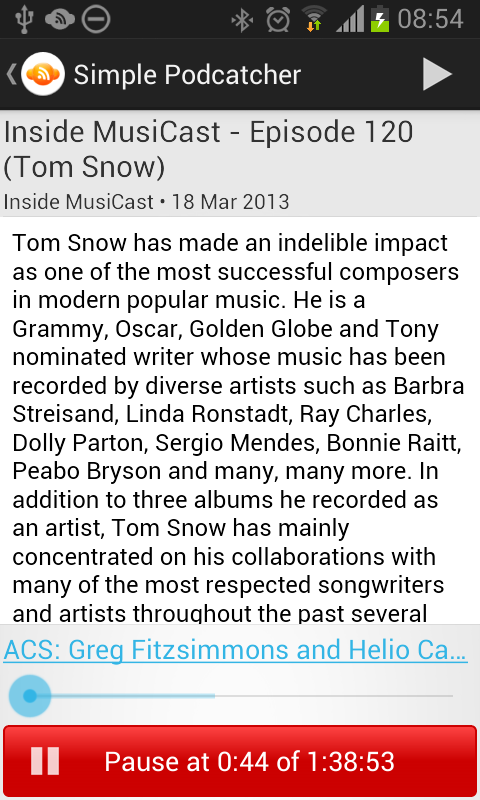 08:54
Simple Podcatcher
Inside MusiCast - Episode 120
(Tom Snow)
Inside MusiCast • 18 Mar 2013
Tom Snow has made an indelible impact
as one of the most successful composers
in modern popular music. He is a
Grammy, Oscar, Golden Globe and Tony
nominated writer whose music has been
recorded by diverse artists such as Barbra
Streisand, Linda Ronstadt, Ray Charles,
Dolly Parton, Sergio Mendes, Bonnie Raitt,
Peabo Bryson and many, many more. In
addition to three albums he recorded as
an artist, Tom Snow has mainly
concentrated on his collaborations with
many of the most respected songwriters
and artists throughout the past several
ACS: Greg Fitzsimmons and Helio Ca...
Pause at 0:44 of 1:38:53